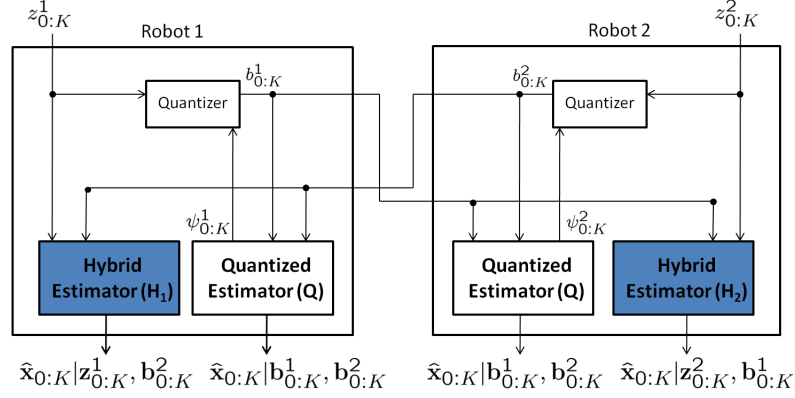 z^1_{0:K}
z^2_{0:K}
Robot 1
Robot 2
b^1_{0:K}
b^2_{0:K}
Quantizer
Quantizer
ψ^1_{0:K}
ψ^2_{0:K}
Hybrid
Estimator (H_1)
Quantized
Estimator (Q)
Quantized
Estimator (Q)
Hybrid
Estimator (H_2)
x̂_{0:K}|z^1_{0:K}, b^2_{0:K}
x̂_{0:K}|b^1_{0:K}, b^2_{0:K}
x̂_{0:K}|b^1_{0:K}, b^2_{0:K}
x̂_{0:K}|z^2_{0:K}, b^1_{0:K}